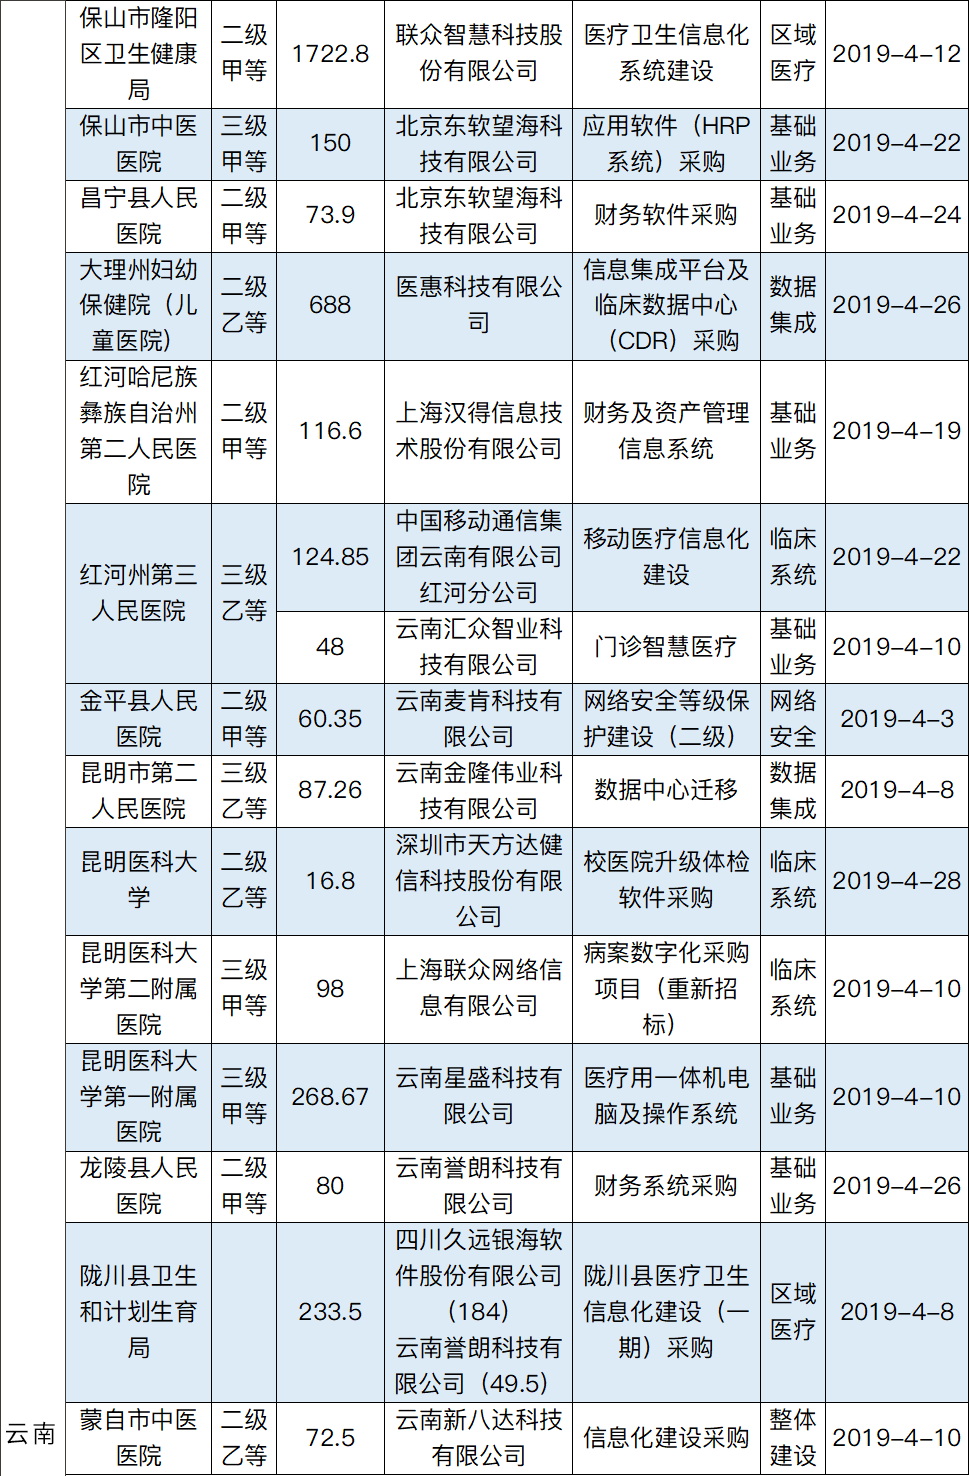 保山市隆阳
区卫生健康
局
二级
甲等
1722.8
联众智慧科技股
份有限公司
医疗卫生信息化
系统建设
区域
医疗
2019-4-12
保山市中医
医院
三级
甲等
150
北京东软望海科
技有限公司
应用软件（HRP
系统）采购
基础
业务
2019-4-22
昌宁县人民
医院
二级
甲等
73.9
北京东软望海科
技有限公司
财务软件采购
基础
业务
2019-4-24
大理州妇幼
保健院（儿
童医院）
二级
乙等
688
医惠科技有限公
司
信息集成平台及
临床数据中心
（CDR）采购
数据
集成
2019-4-26
红河哈尼族
彝族自治州
第二人民医
院
二级
甲等
116.6
上海汉得信息技
术股份有限公司
财务及资产管理
信息系统
基础
业务
2019-4-19
红河州第三
人民医院
三级
乙等
124.85
中国移动通信集
团云南有限公司
红河分公司
移动医疗信息化
建设
临床
系统
2019-4-22
48
云南汇众智业科
技有限公司
门诊智慧医疗
基础
业务
2019-4-10
金平县人民
医院
二级
甲等
60.35
云南麦肯科技有
限公司
网络安全等级保
护建设（二级）
网络
安全
2019-4-3
昆明市第二
人民医院
三级
乙等
87.26
云南金隆伟业科
技有限公司
数据中心迁移
数据
集成
2019-4-8
昆明医科大
学
二级
乙等
16.8
深圳市天方达健
信科技股份有限
公司
校医院升级体检
软件采购
临床
系统
2019-4-28
昆明医科大
学第二附属
医院
三级
甲等
98
上海联众网络信
息有限公司
病案数字化采购
项目（重新招
标）
临床
系统
2019-4-10
昆明医科大
学第一附属
医院
三级
甲等
268.67
云南星盛科技有
限公司
医疗用一体机电
脑及操作系统
基础
业务
2019-4-10
龙陵县人民
医院
二级
甲等
80
云南誉朗科技有
限公司
财务系统采购
基础
业务
2019-4-26
陇川县卫生
和计划生育
局
233.5
四川久远银海软
件股份有限公司
（184）
云南誉朗科技有
限公司（49.5）
陇川县医疗卫生
信息化建设（一
期）采购
区域
医疗
2019-4-8
云南
蒙自市中医
医院
二级
乙等
72.5
云南新八达科技
有限公司
信息化建设采购
整体
建设
2019-4-10